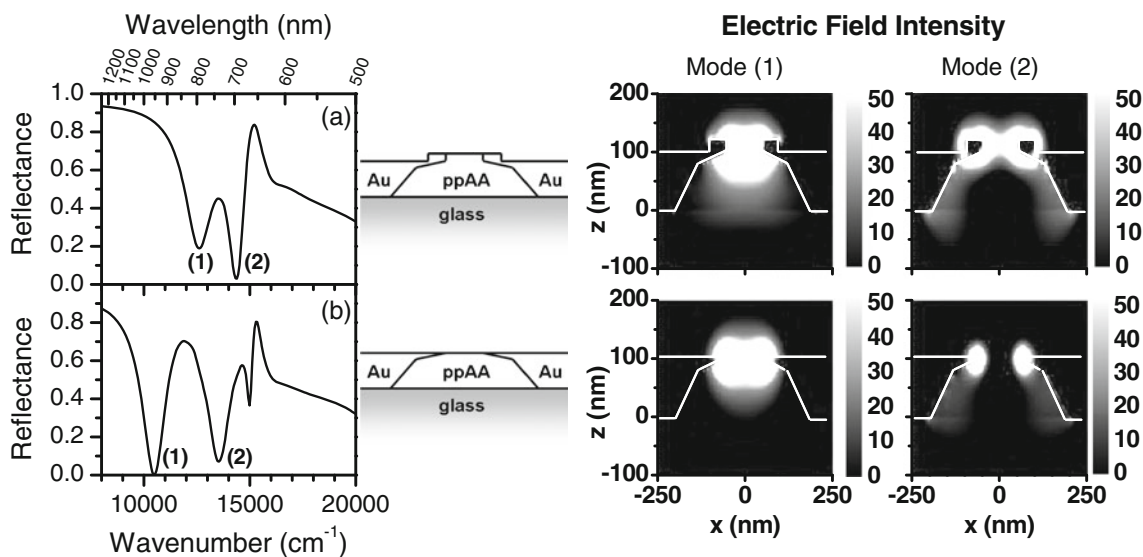 Wavelength (nm)
1200 1100 1000 900 800 700 600 500
Reflectance
1.0
0.8
0.6
0.4
0.2
0.0
(a)
(1)
(2)
Au
ppAA
Au
glass
Reflectance
0.8
0.6
0.4
0.2
0.0
(b)
(1)
(2)
Au
ppAA
Au
glass
10000 15000 20000
Wavenumber (cm⁻¹)
Electric Field Intensity
Mode (1)
Mode (2)
z (nm)
200
100
0
-100
50
40
30
20
10
0
50
40
30
20
10
0
z (nm)
200
100
0
-100
50
40
30
20
10
0
50
40
30
20
10
0
-250 0 250
x (nm)
-250 0 250
x (nm)